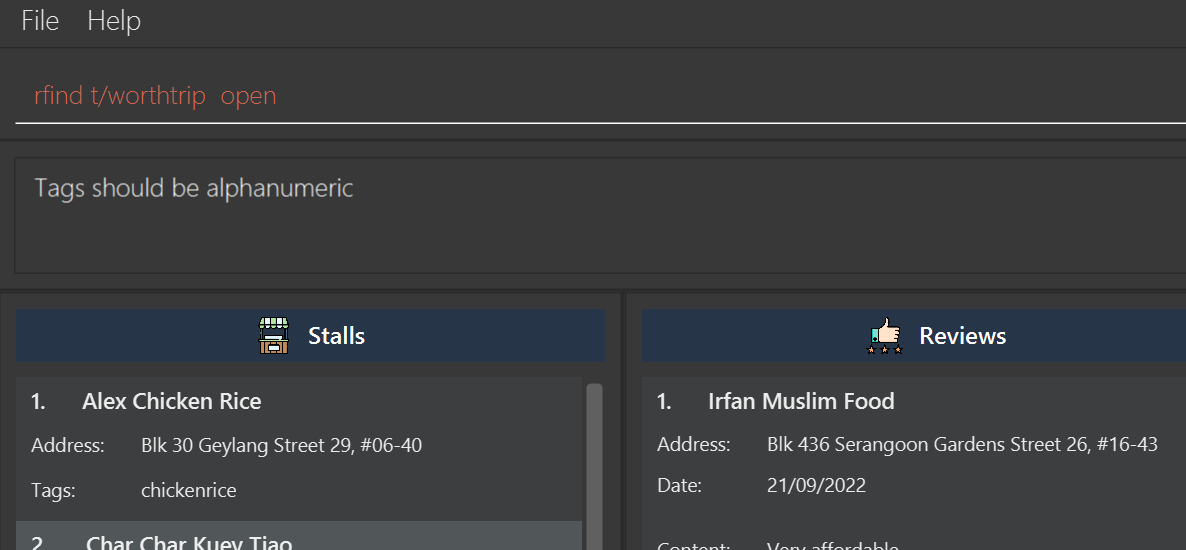 File Help
rfind t/worthtrip  open
Tags should be alphanumeric
Stalls
1. Alex Chicken Rice
Address: Blk 30 Geylang Street 29, #06-40
Tags: chickenrice
2. Char Char Kuey Tiao
Reviews
1. Irfan Muslim Food
Address: Blk 436 Serangoon Gardens Street 26, #16-43
Date: 21/09/2022
Content: Very affordable